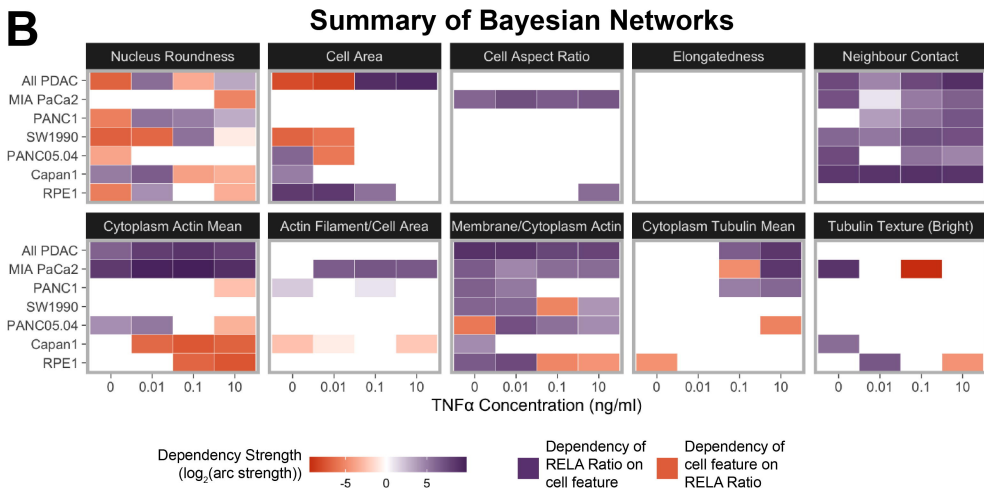 B
Summary of Bayesian Networks
Nucleus Roundness
Cell Area
Cell Aspect Ratio
Elongatedness
Neighbour Contact
All PDAC
MIA PaCa2
PANC1
SW1990
PANC05.04
Capan1
RPE1
Cytoplasm Actin Mean
Actin Filament/Cell Area
Membrane/Cytoplasm Actin
Cytoplasm Tubulin Mean
Tubulin Texture (Bright)
All PDAC
MIA PaCa2
PANC1
SW1990
PANC05.04
Capan1
RPE1
0 0.01 0.1 10
0 0.01 0.1 10
0 0.01 0.1 10
0 0.01 0.1 10
0 0.01 0.1 10
TNFα Concentration (ng/ml)
Dependency Strength
(log2(arc strength))
-5 0 5
Dependency of
RELA Ratio on
cell feature
Dependency of
cell feature on
RELA Ratio